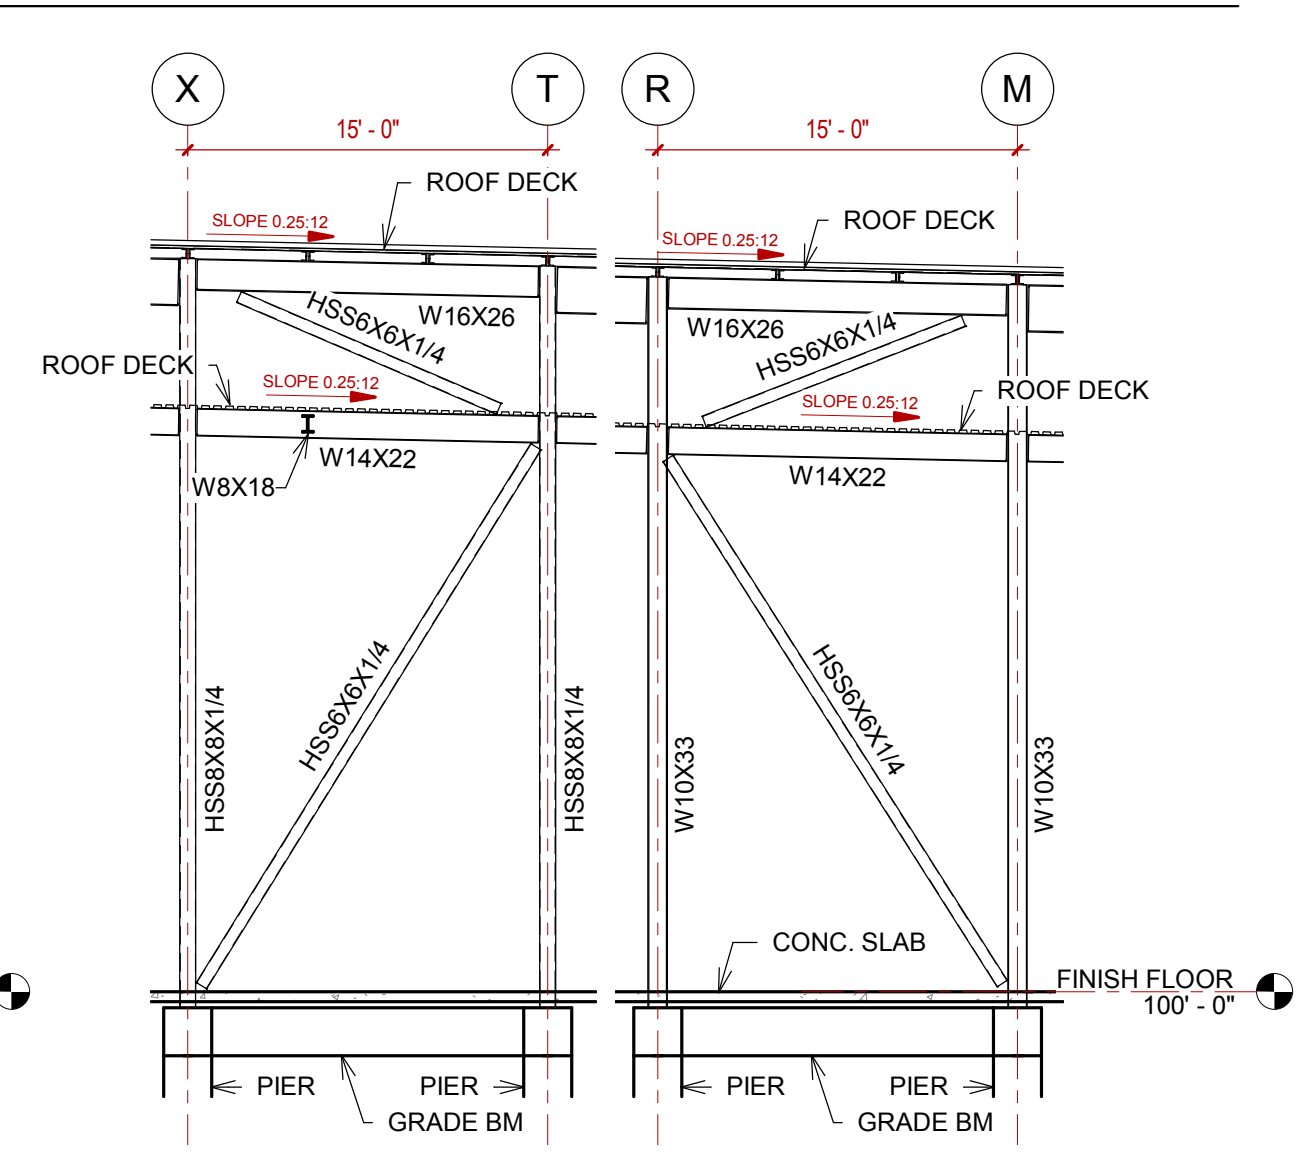 X
T
R
M
15' - 0"
15' - 0"
ROOF DECK
ROOF DECK
SLOPE 0.25:12
SLOPE 0.25:12
HSS6X6X1/4
W16X26
W16X26
HSS6X6X1/4
ROOF DECK
SLOPE 0.25:12
SLOPE 0.25:12
ROOF DECK
W14X22
W8X18
W14X22
HSS8X8X1/4
HSS6X6X1/4
HSS8X8X1/4
W10X33
HSS6X6X1/4
W10X33
CONC. SLAB
FINISH FLOOR
100' - 0"
PIER
PIER
PIER
PIER
GRADE BM
GRADE BM